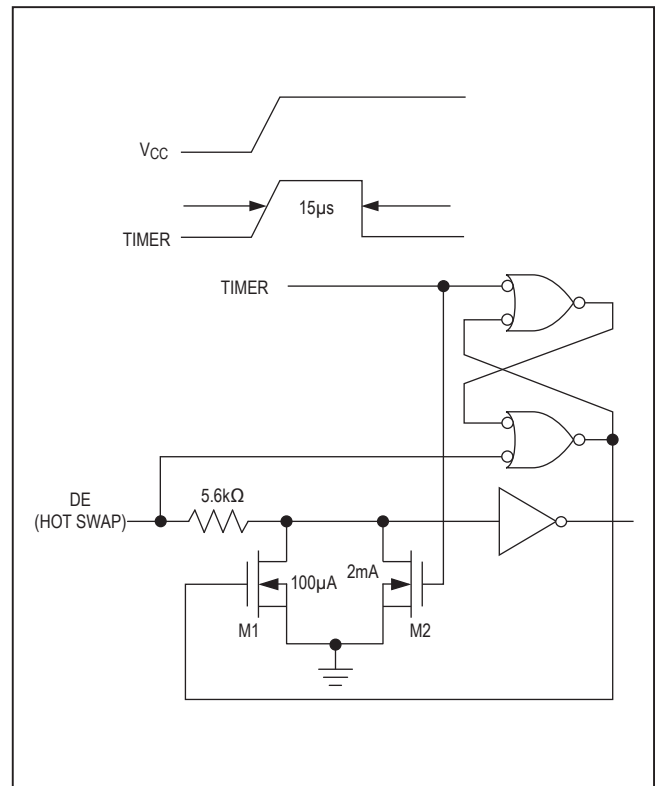 VCC
15µs
TIMER
TIMER
5.6kΩ
DE
(HOT SWAP)
100µA
2mA
M1
M2